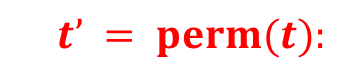 t’ = perm(t):